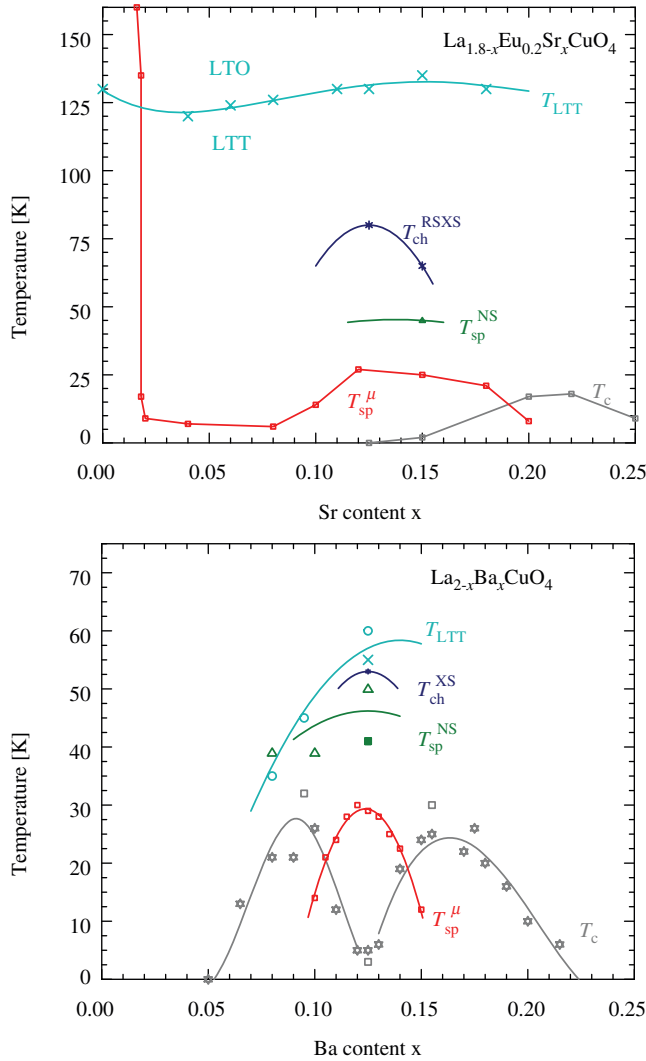 La1.8-xEu0.2SrxCuO4
150
125
100
75
50
25
0
Temperature [K]
LTO
LTT
TLTT
TchRSXS
TspNS
Tspμ
Tc
0.00 0.05 0.10 0.15 0.20 0.25
Sr content x
La2-xBaxCuO4
70
60
50
40
30
20
10
0
Temperature [K]
TLTT
TchXS
TspNS
Tspμ
Tc
0.00 0.05 0.10 0.15 0.20 0.25
Ba content x